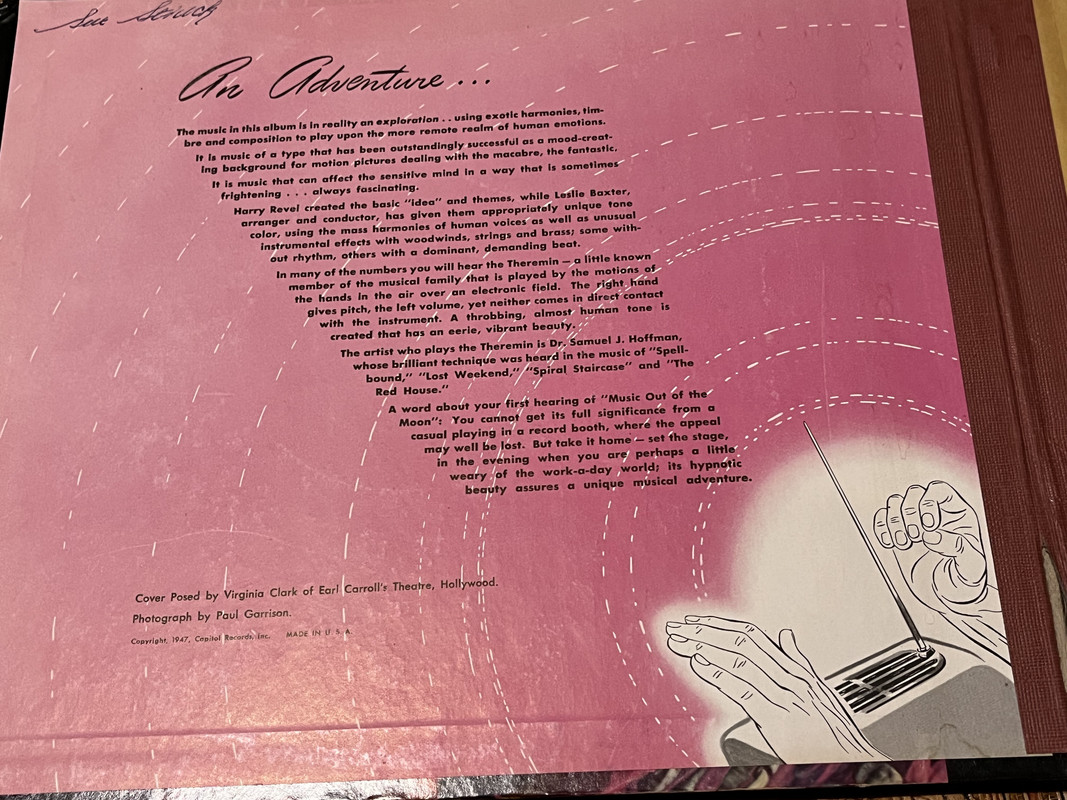 Sue
An Adventure...
The music in this album is in reality an exploration . . using exotic harmonies, tim-
bre and composition to play upon the more remote realm of human emotions.
It is music of a type that has been outstandingly successful as a mood-creat-
ing background for motion pictures dealing with the macabre, the fantastic.
It is music that can affect the sensitive mind in a way that is sometimes
frightening . . . always fascinating.
Harry Revel created the basic "idea" and themes, while Leslie Baxter,
arranger and conductor, has given them appropriately unique tone
color, using the mass harmonies of human voices as well as unusual
instrumental effects with woodwinds, strings and brass; some with-
out rhythm, others with a dominant, demanding beat.
In many of the numbers you will hear the Theremin — a little known
member of the musical family that is played by the motions of
the hands in the air over an electronic field. The right hand
gives pitch, the left volume, yet neither comes in direct contact
with the instrument. A throbbing, almost human tone is
created that has an eerie, vibrant beauty.
The artist who plays the Theremin is Dr. Samuel J. Hoffman,
whose brilliant technique was heard in the music of "Spell-
bound," "Lost Weekend," "Spiral Staircase" and "The
Red House."
A word about your first hearing of "Music Out of the
Moon": You cannot get its full significance from a
casual playing in a record booth, where the appeal
may well be lost. But take it home — set the stage,
in the evening when you are perhaps a little
weary of the work-a-day world; its hypnotic
beauty assures a unique musical adventure.
Cover Posed by Virginia Clark of Earl Carroll's Theatre, Hollywood.
Photograph by Paul Garrison.
Copyright, 1947, Capitol Records, Inc. MADE IN U. S. A.